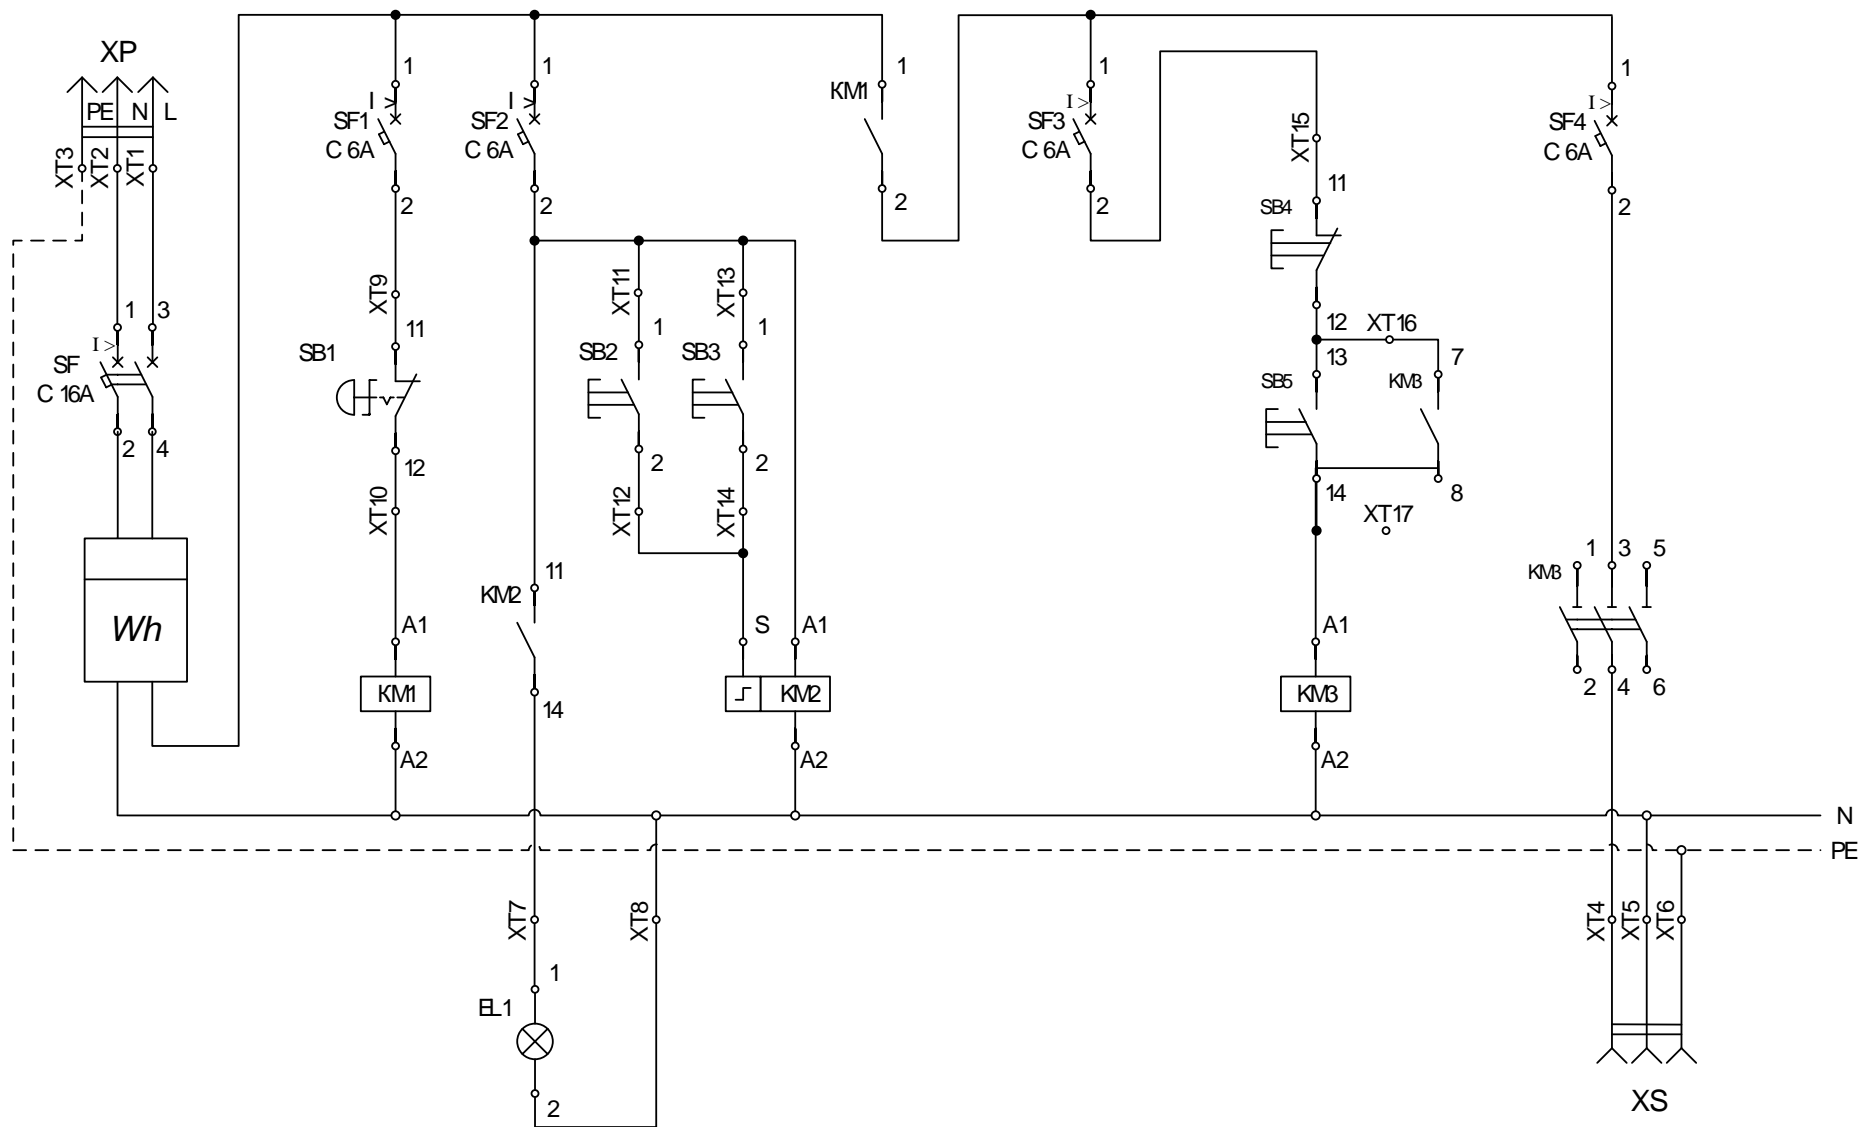 XP
PE N L
XT3 XT2 XT1
1 3
I >
SF
C 16A
2 4
Wh
1
I >
SF1
C 6A
2
XT9
11
SB1
12
XT10
A1
KM1
A2
1
I >
SF2
C 6A
2
11
KM2
14
XT7
1
EL1
2
XT8
XT11
1
SB2
2
XT12
XT13
1
SB3
2
XT14
S A1
KM2
A2
1
KM1
2
1
I >
SF3
C 6A
2
XT15
11
SB4
12
XT16
13
SB5
7
KM3
14
8
XT17
A1
KM3
A2
1
I >
SF4
C 6A
2
1 3 5
KM3
2 4 6
N
PE
XT4 XT5 XT6
XS